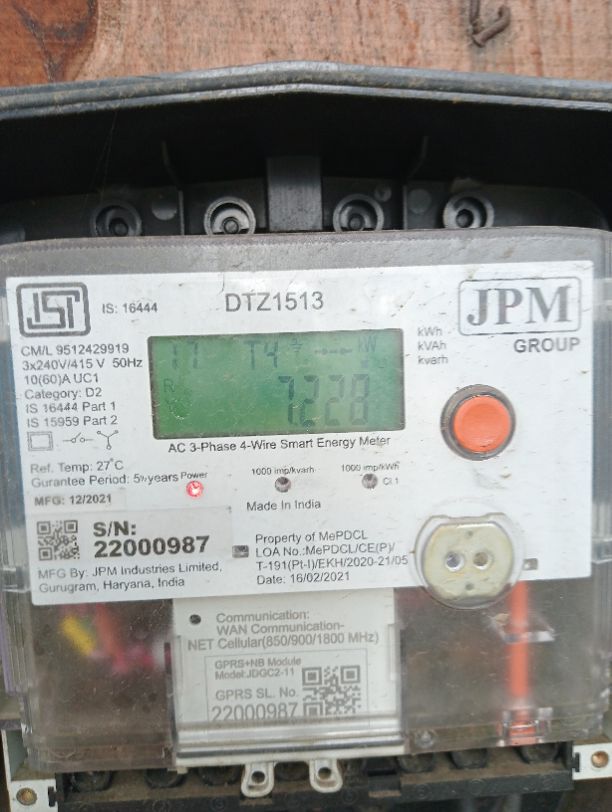 ISI
IS: 16444
DTZ1513
JPM
GROUP
CM/L 9512429919
3x240V/415 V 50Hz
10(60)A UC1
Category: D2
IS 16444 Part 1
IS 15959 Part 2
17 T4 kW
R 7.228
kWh
kVAh
kvarh
AC 3-Phase 4-Wire Smart Energy Meter
Ref. Temp: 27°C
Gurantee Period: 5½years
Power
1000 imp/kvarh
1000 imp/kWh
Cl.1
MFG: 12/2021
Made In India
S/N:
22000987
MFG By: JPM Industries Limited,
Gurugram, Haryana, India
Property of MePDCL
LOA No.:MePDCL/CE(P)/
T-191(Pt-I)/EKH/2020-21/05
Date: 16/02/2021
Communication:
WAN Communication-
NET Cellular(850/900/1800 MHz)
GPRS+NB Module
Model:JDGC2-11
GPRS SL. No.
22000987